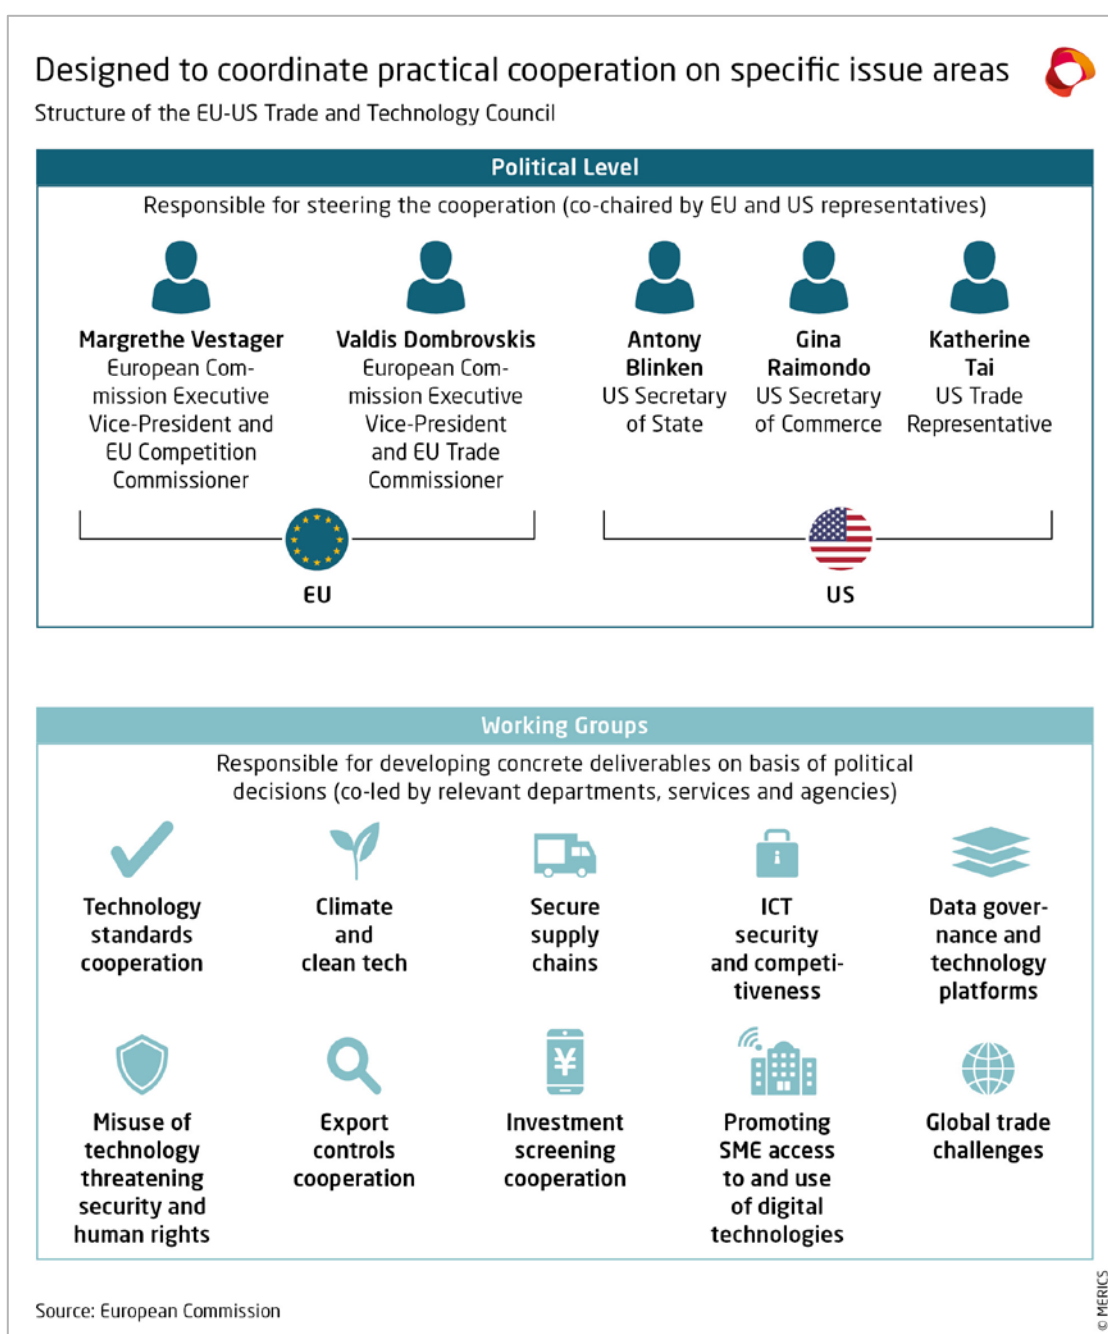 Designed to coordinate practical cooperation on specific issue areas
Structure of the EU-US Trade and Technology Council
Political Level
Responsible for steering the cooperation (co-chaired by EU and US representatives)
Margrethe Vestager
European Com-
mission Executive
Vice-President and
EU Competition
Commissioner
Valdis Dombrovskis
European Com-
mission Executive
Vice-President
and EU Trade
Commissioner
Antony
Blinken
US Secretary
of State
Gina
Raimondo
US Secretary
of Commerce
Katherine
Tai
US Trade
Representative
EU
US
Working Groups
Responsible for developing concrete deliverables on basis of political
decisions (co-led by relevant departments, services and agencies)
Technology
standards
cooperation
Climate
and
clean tech
Secure
supply
chains
ICT
security
and competi-
tiveness
Data gover-
nance and
technology
platforms
Misuse of
technology
threatening
security and
human rights
Export
controls
cooperation
¥
Investment
screening
cooperation
Promoting
SME access
to and use
of digital
technologies
Global trade
challenges
Source: European Commission
© MERICS